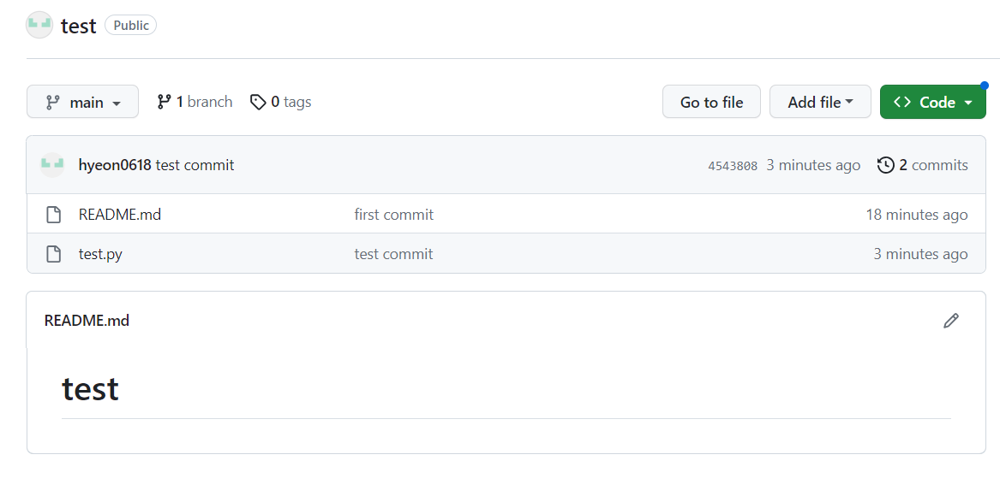 test Public
main 1 branch 0 tags Go to file Add file Code
hyeon0618 test commit 4543808 3 minutes ago 2 commits
README.md first commit 18 minutes ago
test.py test commit 3 minutes ago
README.md
test